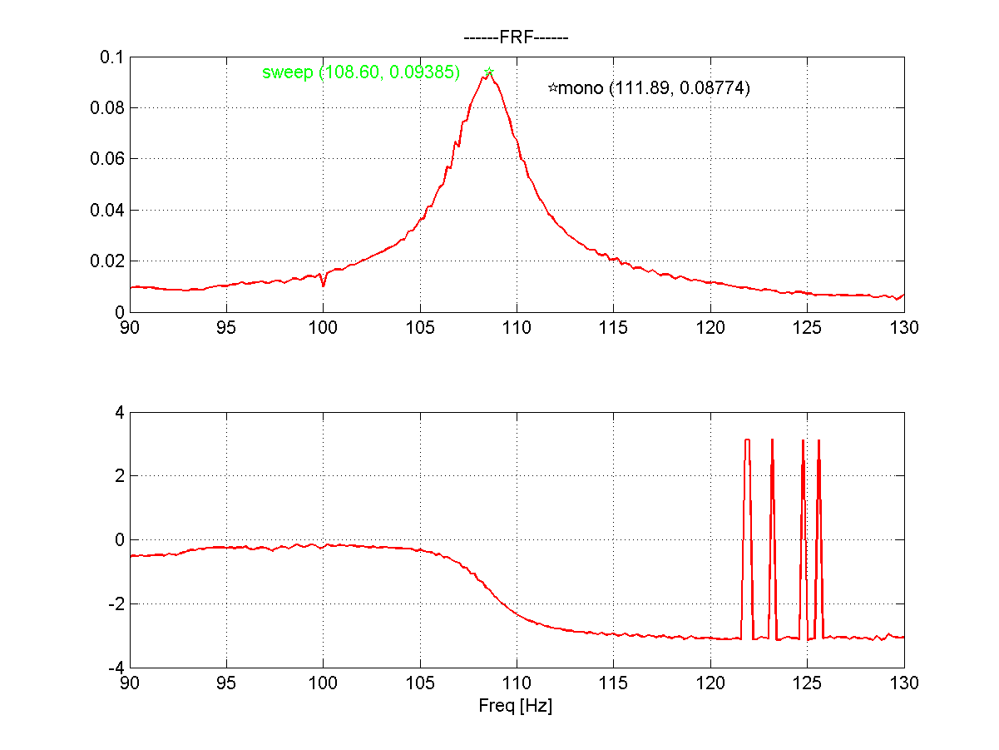 ------FRF------
0.1
sweep (108.60, 0.09385)
☆mono (111.89, 0.08774)
0.08
0.06
0.04
0.02
0
90 95 100 105 110 115 120 125 130
4
2
0
-2
-4
90 95 100 105 110 115 120 125 130
Freq [Hz]